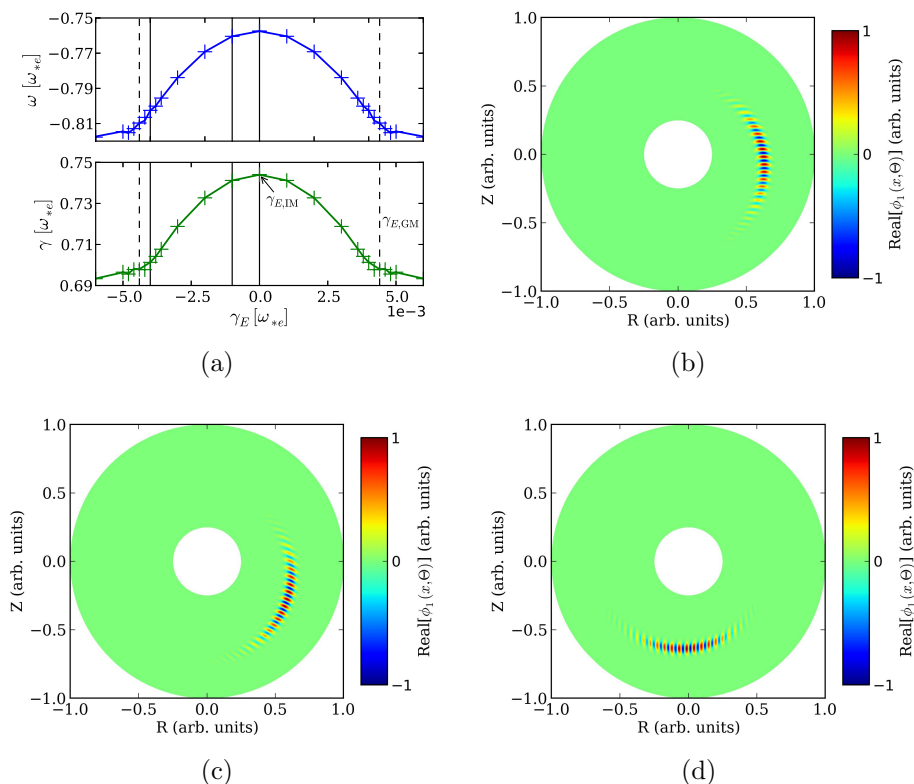 −0.75
−0.77
−0.79
−0.81
ω [ω∗e]
0.75
0.73
0.71
0.69
γ [ω∗e]
γE,IM
γE,GM
−5.0 −2.5 0.0 2.5 5.0
1e−3
γE [ω∗e]
(a)
1.0
0.5
0.0
−0.5
−1.0
Z (arb. units)
−1.0 −0.5 0.0 0.5 1.0
R (arb. units)
1
0
−1
Real[ϕ1 (x,Θ)] (arb. units)
(b)
1.0
0.5
0.0
−0.5
−1.0
Z (arb. units)
−1.0 −0.5 0.0 0.5 1.0
R (arb. units)
1
0
−1
Real[ϕ1 (x,Θ)] (arb. units)
(c)
1.0
0.5
0.0
−0.5
−1.0
Z (arb. units)
−1.0 −0.5 0.0 0.5 1.0
R (arb. units)
1
0
−1
Real[ϕ1 (x,Θ)] (arb. units)
(d)